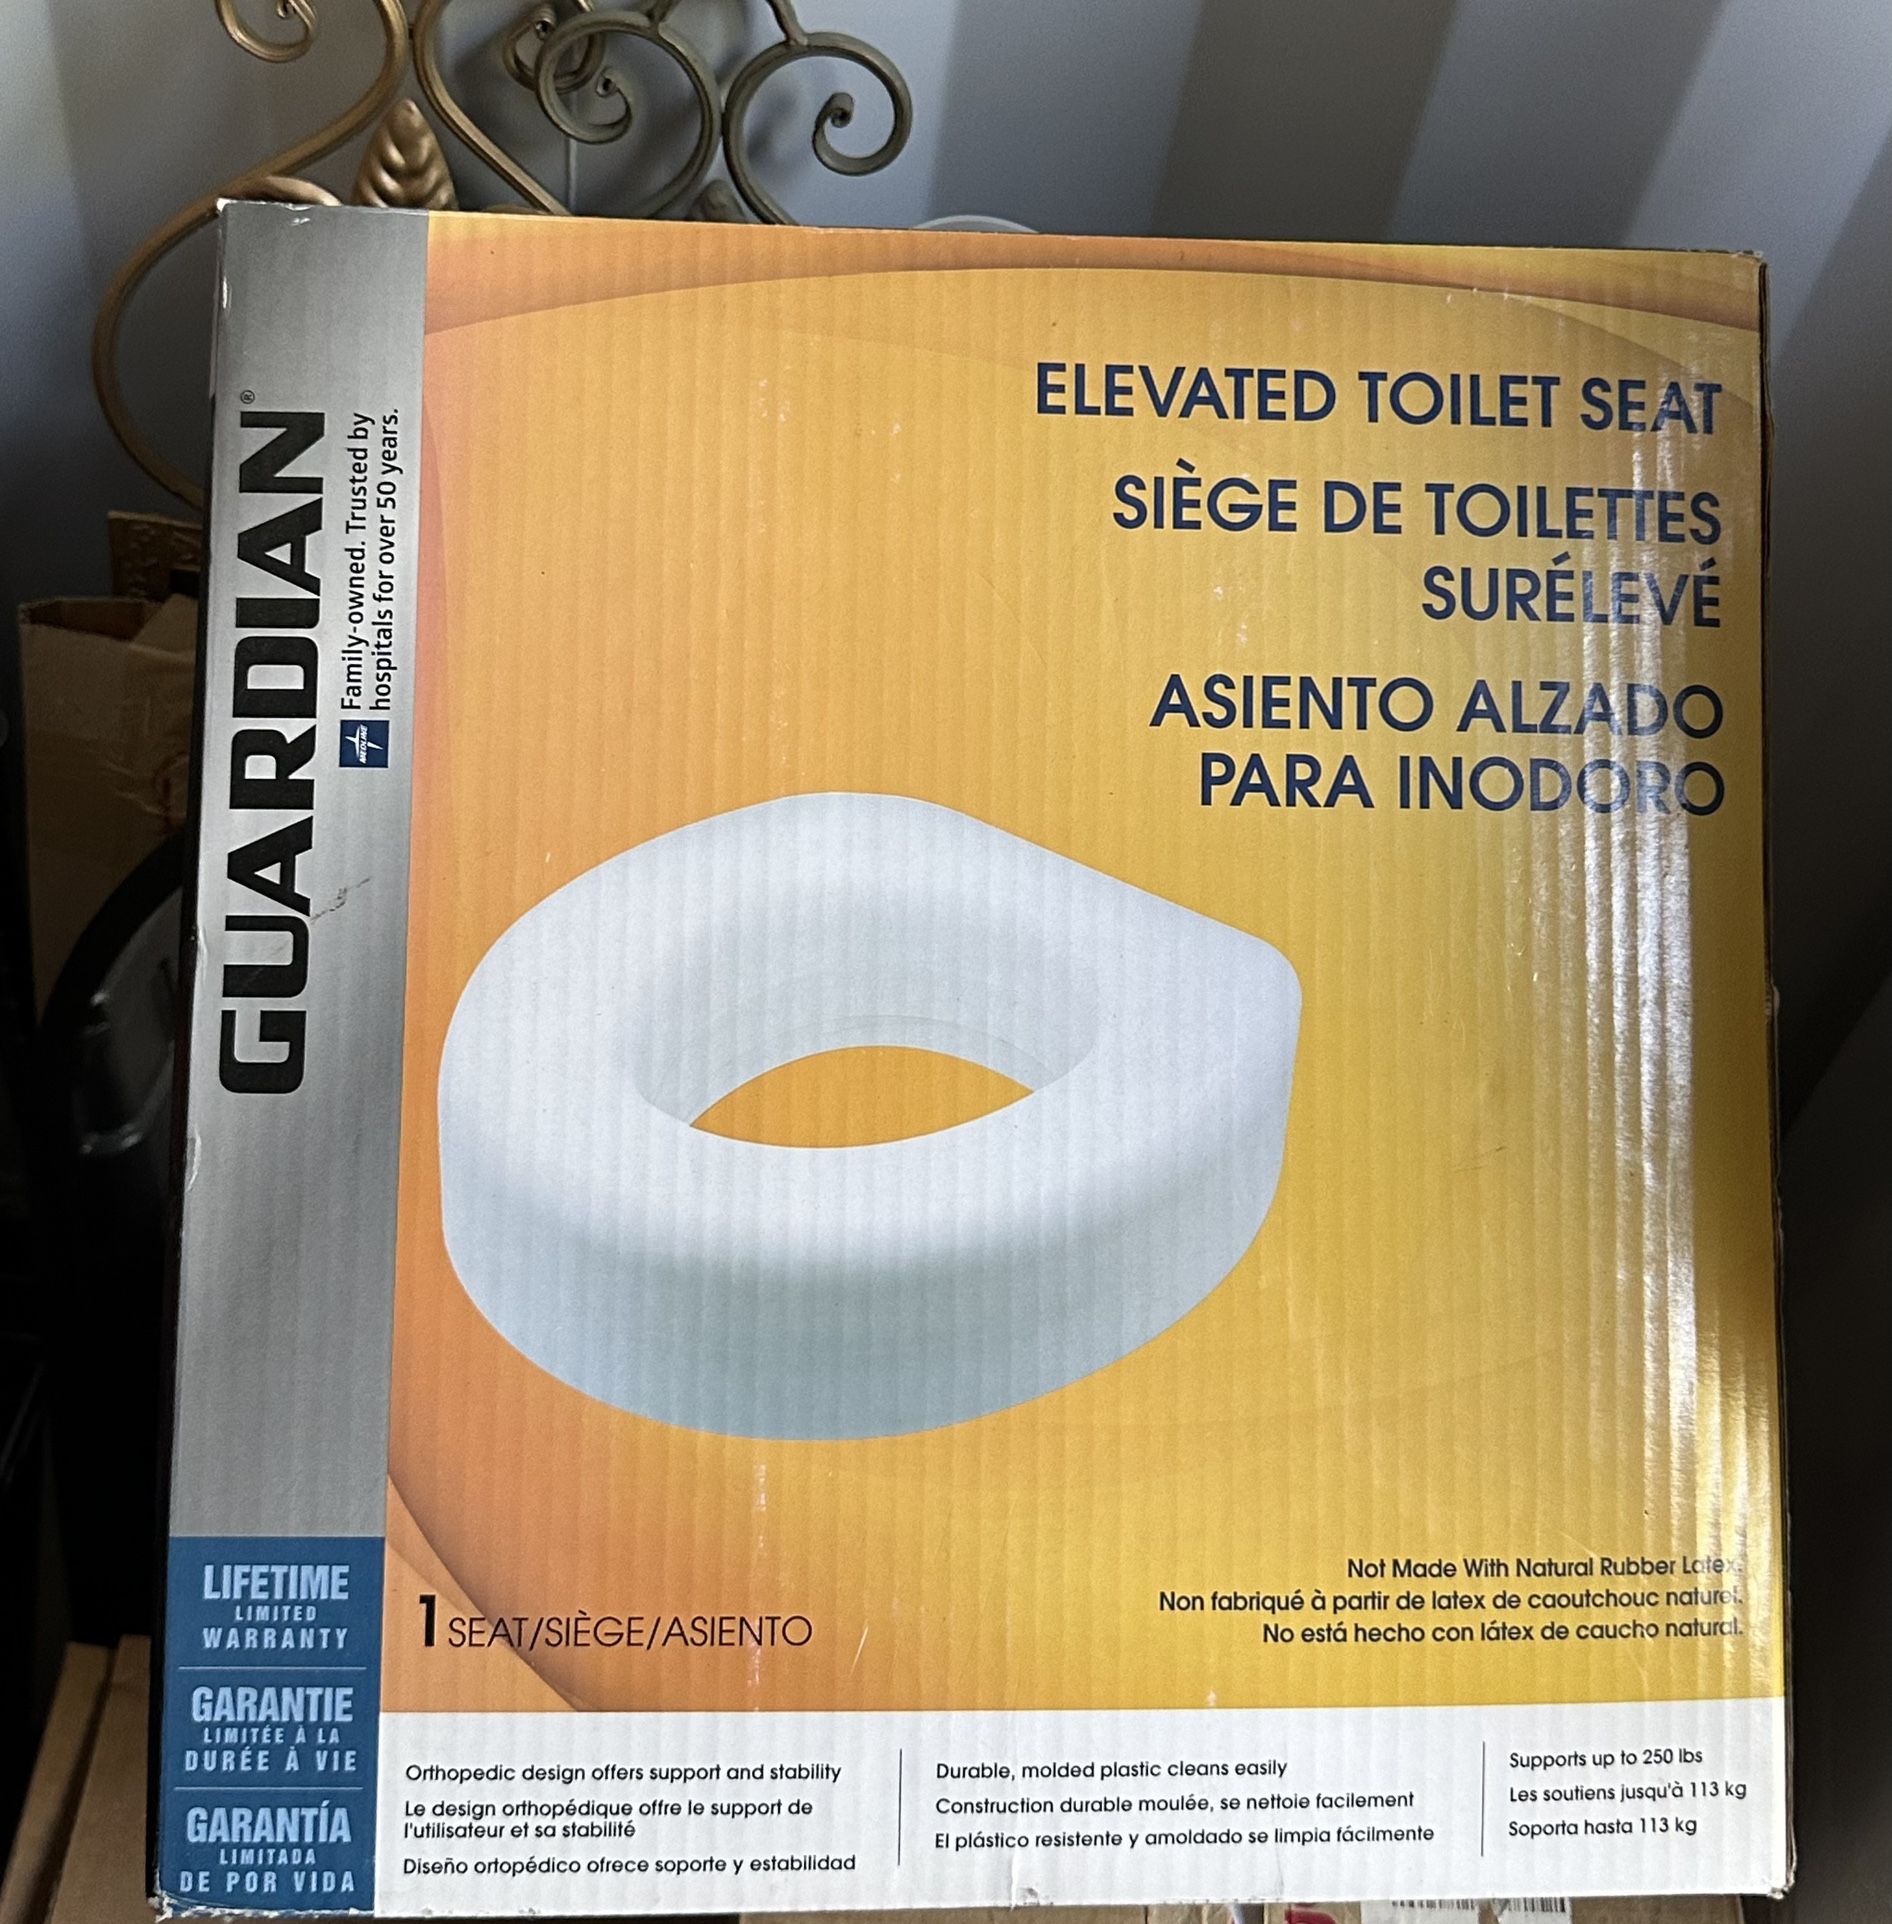 GUARDIAN®
MEDLINE
Family-owned. Trusted by
hospitals for over 50 years.
ELEVATED TOILET SEAT
SIÈGE DE TOILETTES
SURÉLEVÉ
ASIENTO ALZADO
PARA INODORO
Not Made With Natural Rubber Latex.
Non fabriqué à partir de latex de caoutchouc naturel.
No está hecho con látex de caucho natural.
1 SEAT/SIÈGE/ASIENTO
LIFETIME
LIMITED
WARRANTY
GARANTIE
LIMITÉE À LA
DURÉE À VIE
GARANTÍA
LIMITADA
DE POR VIDA
Orthopedic design offers support and stability
Le design orthopédique offre le support de
l'utilisateur et sa stabilité
Diseño ortopédico ofrece soporte y estabilidad
Durable, molded plastic cleans easily
Construction durable moulée, se nettoie facilement
El plástico resistente y amoldado se limpia fácilmente
Supports up to 250 lbs
Les soutiens jusqu'à 113 kg
Soporta hasta 113 kg